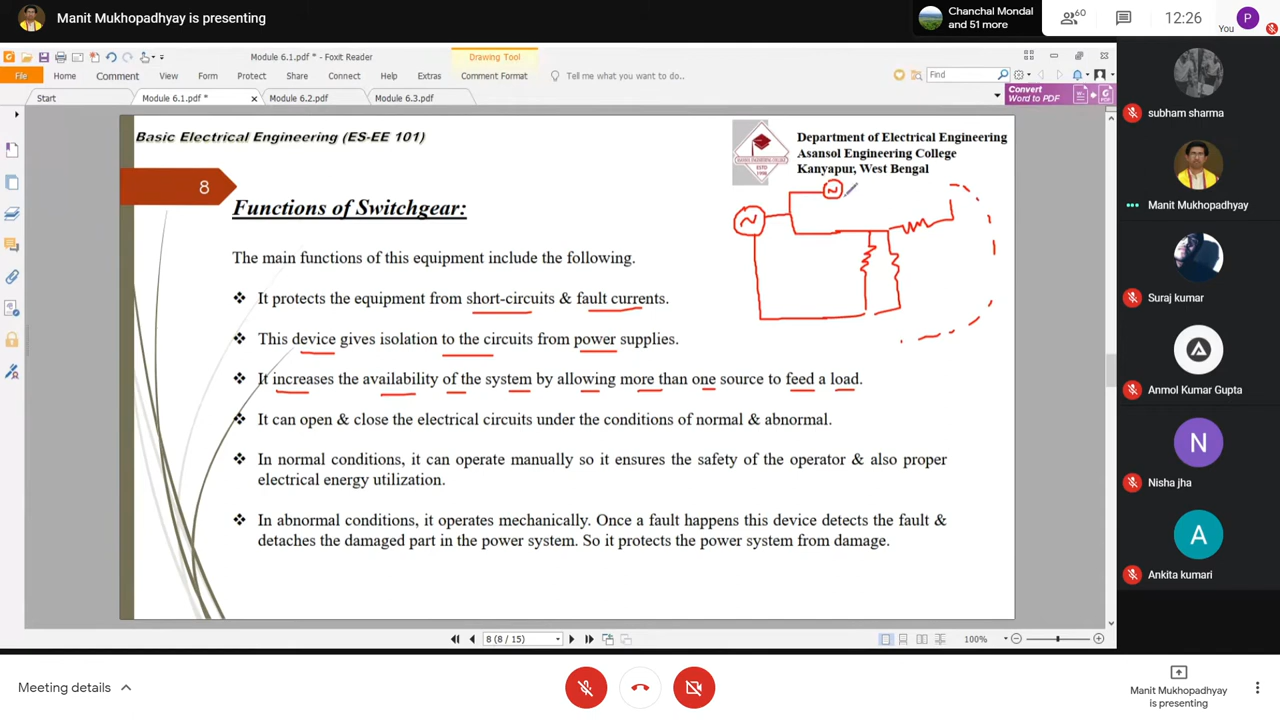 Manit Mukhopadhyay is presenting
Chanchal Mondal
and 51 more
60
12:26
You
P
Module 6.1.pdf * - Foxit Reader
Drawing Tool
File
Home
Comment
View
Form
Protect
Share
Connect
Help
Extras
Comment Format
Tell me what you want to do...
Find
Start
Module 6.1.pdf *
Module 6.2.pdf
Module 6.3.pdf
Convert
Word to PDF
Basic Electrical Engineering (ES-EE 101)
Department of Electrical Engineering
Asansol Engineering College
Kanyapur, West Bengal
8
Functions of Switchgear:
The main functions of this equipment include the following.
❖ It protects the equipment from short-circuits & fault currents.
❖ This device gives isolation to the circuits from power supplies.
❖ It increases the availability of the system by allowing more than one source to feed a load.
❖ It can open & close the electrical circuits under the conditions of normal & abnormal.
❖ In normal conditions, it can operate manually so it ensures the safety of the operator & also proper
electrical energy utilization.
❖ In abnormal conditions, it operates mechanically. Once a fault happens this device detects the fault &
detaches the damaged part in the power system. So it protects the power system from damage.
8 (8 / 15)
100%
subham sharma
Manit Mukhopadhyay
Suraj kumar
Anmol Kumar Gupta
N
Nisha jha
A
Ankita kumari
Meeting details
Manit Mukhopadhyay
is presenting